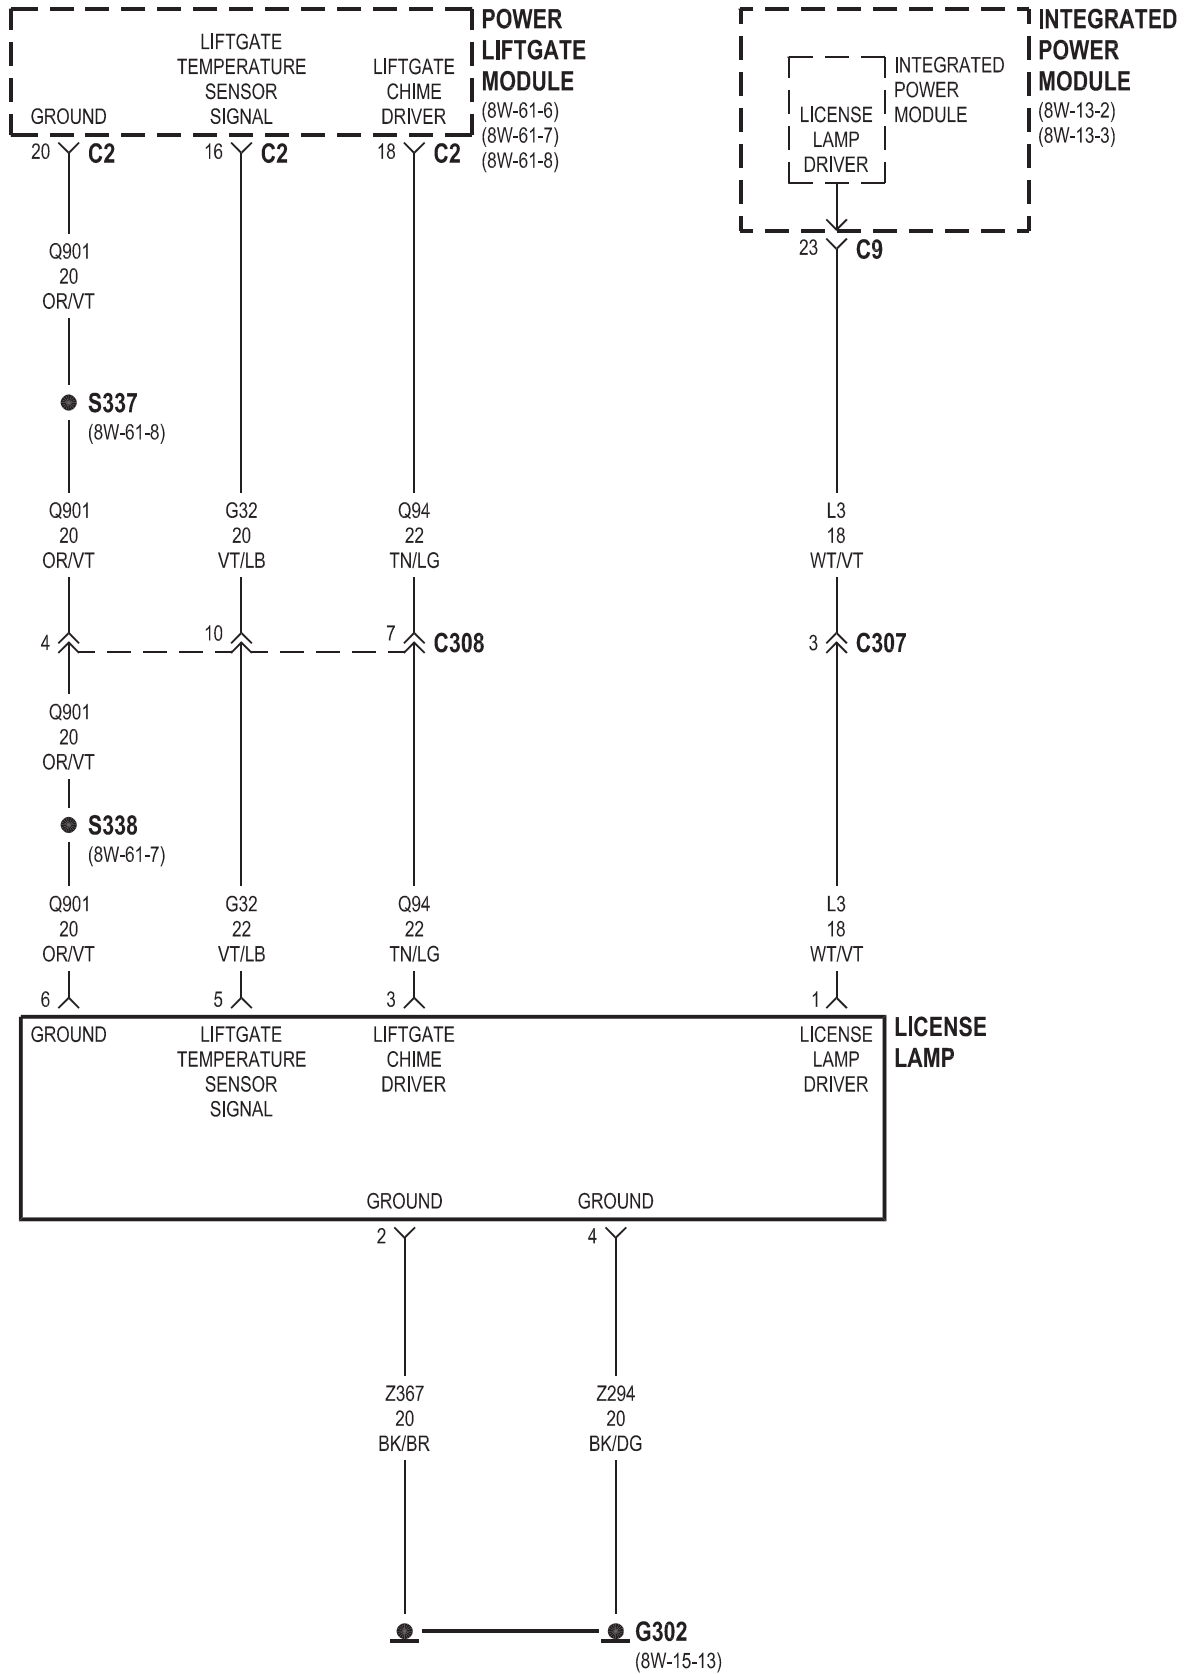 POWER
LIFTGATE
MODULE
(8W-61-6)
(8W-61-7)
(8W-61-8)
GROUND
LIFTGATE
TEMPERATURE
SENSOR
SIGNAL
LIFTGATE
CHIME
DRIVER
20 C2
16 C2
18 C2
INTEGRATED
POWER
MODULE
(8W-13-2)
(8W-13-3)
INTEGRATED
POWER
MODULE
LICENSE
LAMP
DRIVER
23 C9
Q901
20
OR/VT
S337
(8W-61-8)
Q901
20
OR/VT
G32
20
VT/LB
Q94
22
TN/LG
L3
18
WT/VT
4
10
7
C308
3 C307
Q901
20
OR/VT
S338
(8W-61-7)
Q901
20
OR/VT
G32
22
VT/LB
Q94
22
TN/LG
L3
18
WT/VT
6
5
3
1
LICENSE
LAMP
GROUND
LIFTGATE
TEMPERATURE
SENSOR
SIGNAL
LIFTGATE
CHIME
DRIVER
LICENSE
LAMP
DRIVER
GROUND
GROUND
2
4
Z367
20
BK/BR
Z294
20
BK/DG
G302
(8W-15-13)